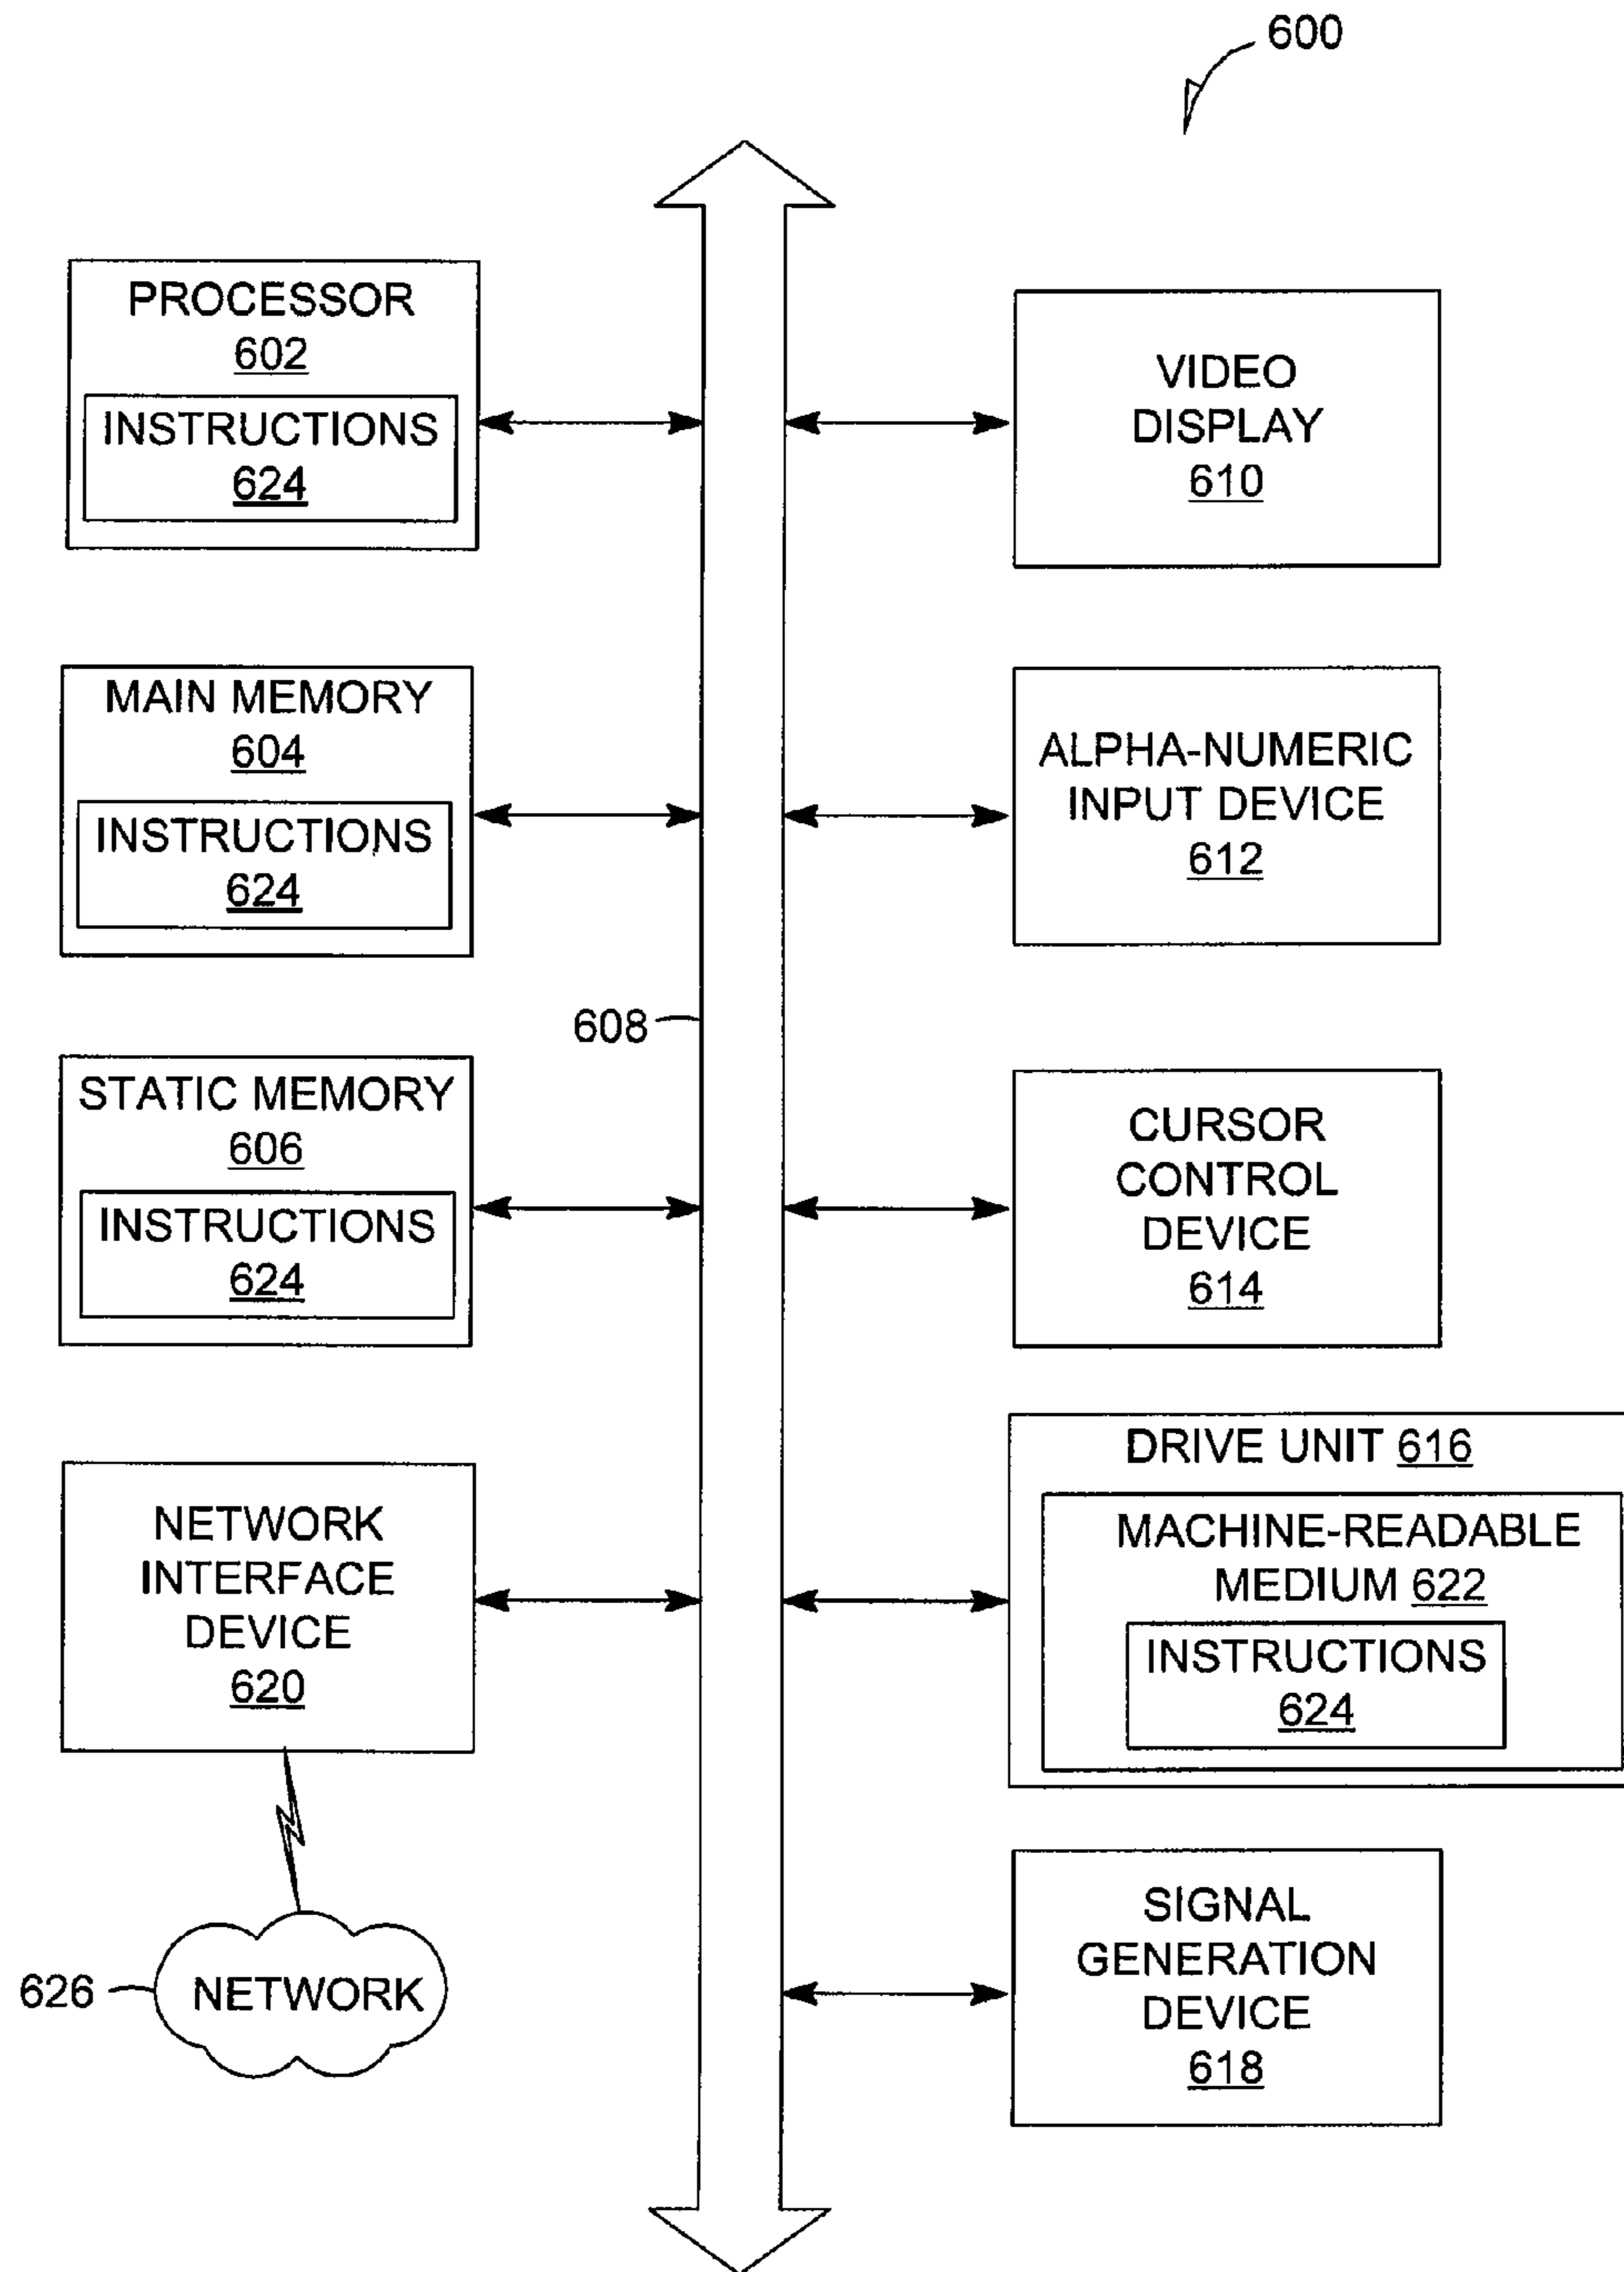 600
PROCESSOR
602
INSTRUCTIONS
624
MAIN MEMORY
604
INSTRUCTIONS
624
608
STATIC MEMORY
606
INSTRUCTIONS
624
NETWORK
INTERFACE
DEVICE
620
626
NETWORK
VIDEO
DISPLAY
610
ALPHA-NUMERIC
INPUT DEVICE
612
CURSOR
CONTROL
DEVICE
614
DRIVE UNIT 616
MACHINE-READABLE
MEDIUM 622
INSTRUCTIONS
624
SIGNAL
GENERATION
DEVICE
618